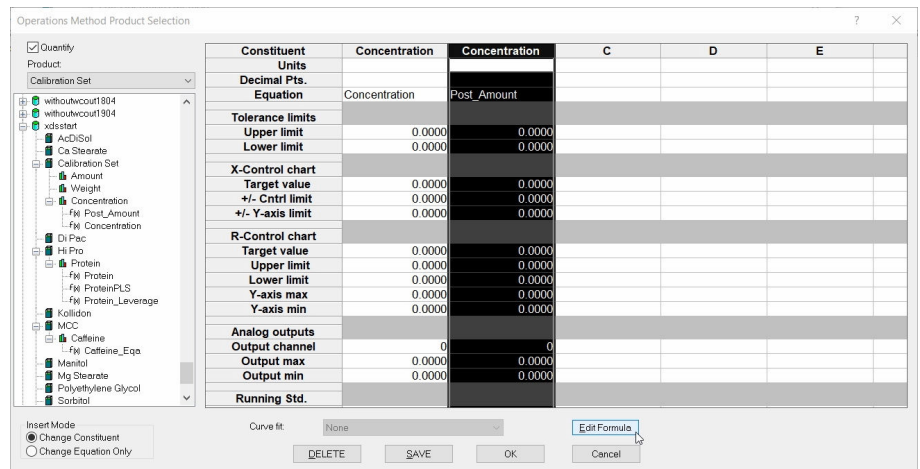 Operations Method Product Selection ? ×
Quantify
Product:
Calibration Set
withoutwcout1804
withoutwcout1904
xdsstart
AcDiSol
Ca Stearate
Calibration Set
Amount
Weight
Concentration
f(x) Post_Amount
f(x) Concentration
Di Pac
Hi Pro
Protein
f(x) Protein
f(x) ProteinPLS
f(x) Protein_Leverage
Kollidon
MCC
Caffeine
f(x) Caffeine_Eqa
Manitol
Mg Stearate
Polyethylene Glycol
Sorbitol
Constituent Concentration Concentration C D E
Units
Decimal Pts.
Equation Concentration Post_Amount
Tolerance limits
Upper limit 0.0000 0.0000
Lower limit 0.0000 0.0000
X-Control chart
Target value 0.0000 0.0000
+/- Cntrl limit 0.0000 0.0000
+/- Y-axis limit 0.0000 0.0000
R-Control chart
Target value 0.0000 0.0000
Upper limit 0.0000 0.0000
Lower limit 0.0000 0.0000
Y-axis max 0.0000 0.0000
Y-axis min 0.0000 0.0000
Analog outputs
Output channel 0 0
Output max 0.0000 0.0000
Output min 0.0000 0.0000
Running Std.
Insert Mode
Change Constituent
Change Equation Only
Curve fit: None Edit Formula
DELETE SAVE OK Cancel